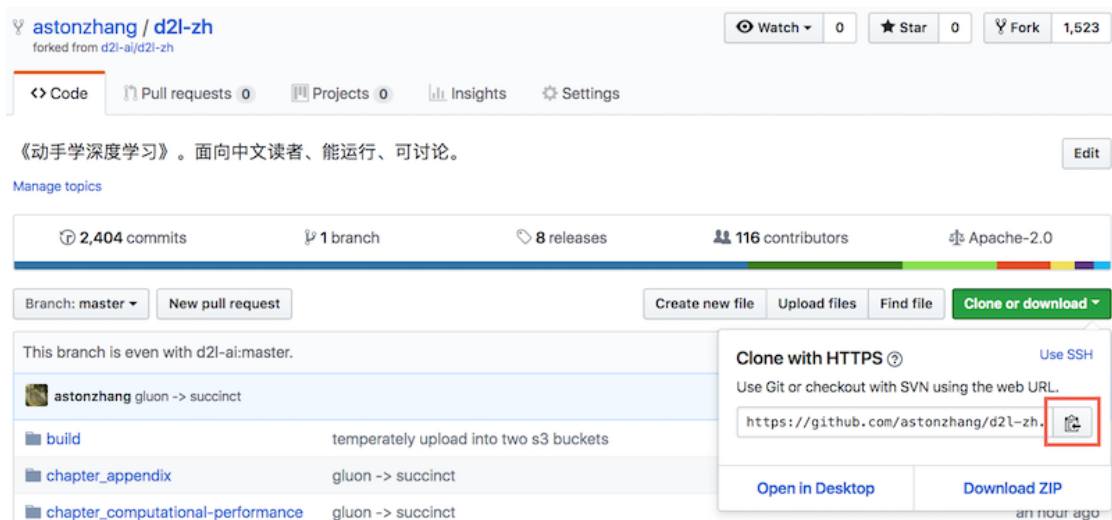 astonzhang / d2l-zh
forked from d2l-ai/d2l-zh
Watch 0 Star 0 Fork 1,523
<> Code Pull requests 0 Projects 0 Insights Settings
《动手学深度学习》。面向中文读者、能运行、可讨论。 Edit
Manage topics
2,404 commits 1 branch 8 releases 116 contributors Apache-2.0
Branch: master New pull request Create new file Upload files Find file Clone or download
This branch is even with d2l-ai:master.
astonzhang gluon -> succinct
build temperately upload into two s3 buckets
chapter_appendix gluon -> succinct
chapter_computational-performance gluon -> succinct an hour ago
Clone with HTTPS Use SSH
Use Git or checkout with SVN using the web URL.
https://github.com/astonzhang/d2l-zh.
Open in Desktop Download ZIP